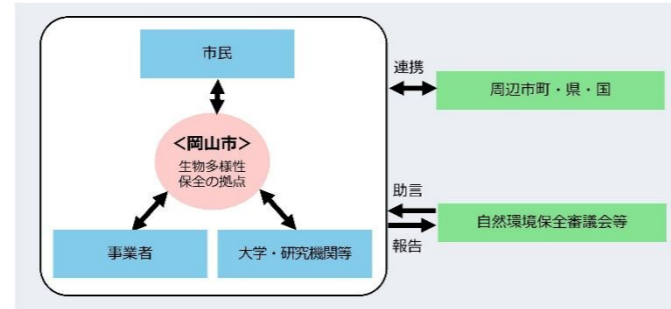 市民
連携
周辺市町・県・国
<岡山市>
生物多様性
保全の拠点
助言
自然環境保全審議会等
事業者
大学・研究機関等
報告